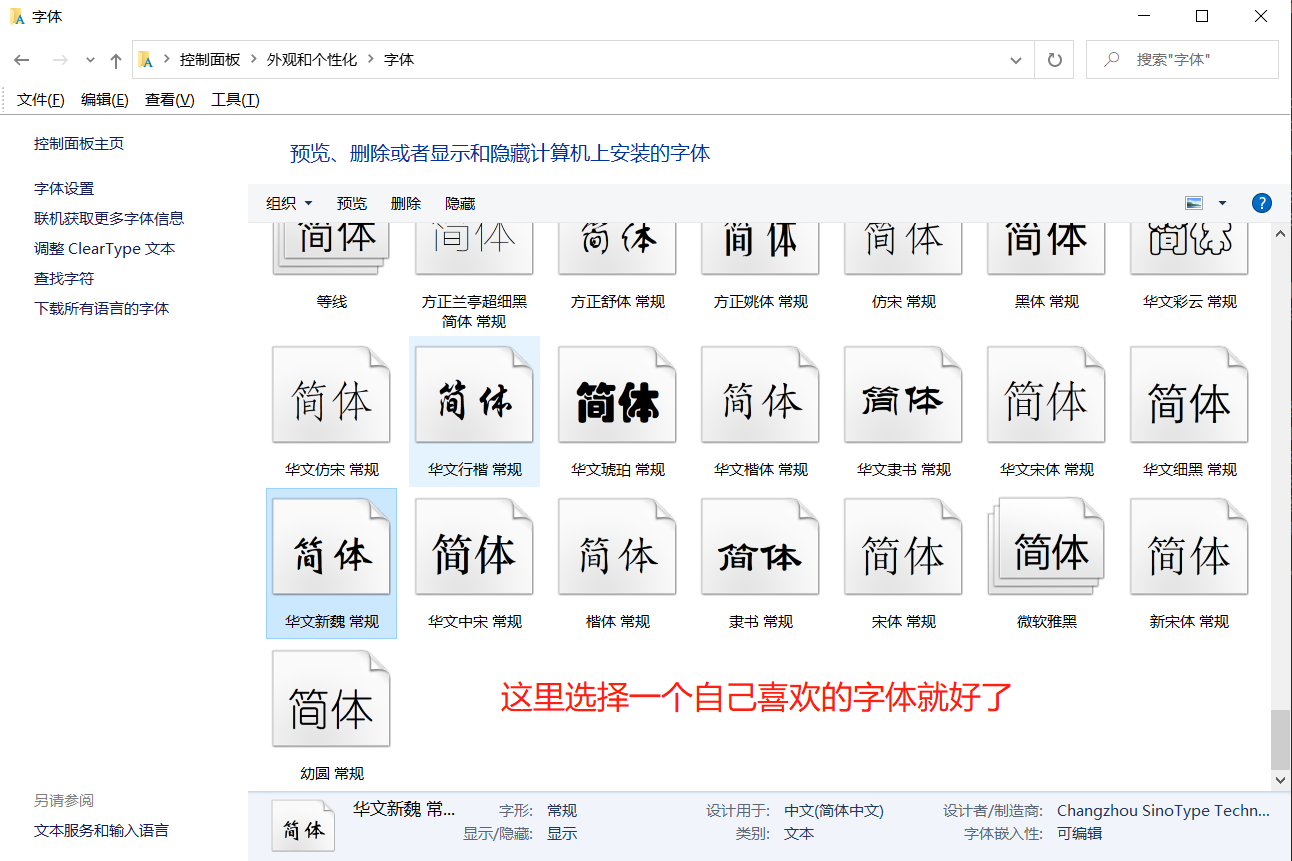 字体
控制面板 外观和个性化 字体
搜索"字体"
文件(F) 编辑(E) 查看(V) 工具(T)
控制面板主页
字体设置
联机获取更多字体信息
调整 ClearType 文本
查找字符
下载所有语言的字体
另请参阅
文本服务和输入语言
预览、删除或者显示和隐藏计算机上安装的字体
组织 预览 删除 隐藏
简体 简体 简体 简体 简体 简体 简体
等线 方正兰亭超细黑 方正舒体 常规 方正姚体 常规 仿宋 常规 黑体 常规 华文彩云 常规
简体 常规
简体 简体 简体 简体 简体 简体 简体
华文仿宋 常规 华文行楷 常规 华文琥珀 常规 华文楷体 常规 华文隶书 常规 华文宋体 常规 华文细黑 常规
简体 简体 简体 简体 简体 简体 简体
华文新魏 常规 华文中宋 常规 楷体 常规 隶书 常规 宋体 常规 微软雅黑 新宋体 常规
简体
幼圆 常规
这里选择一个自己喜欢的字体就好了
简体
华文新魏 常... 字形: 常规 设计用于: 中文(简体中文) 设计者/制造商: Changzhou SinoType Techn...
显示/隐藏: 显示 类别: 文本 字体嵌入性: 可编辑